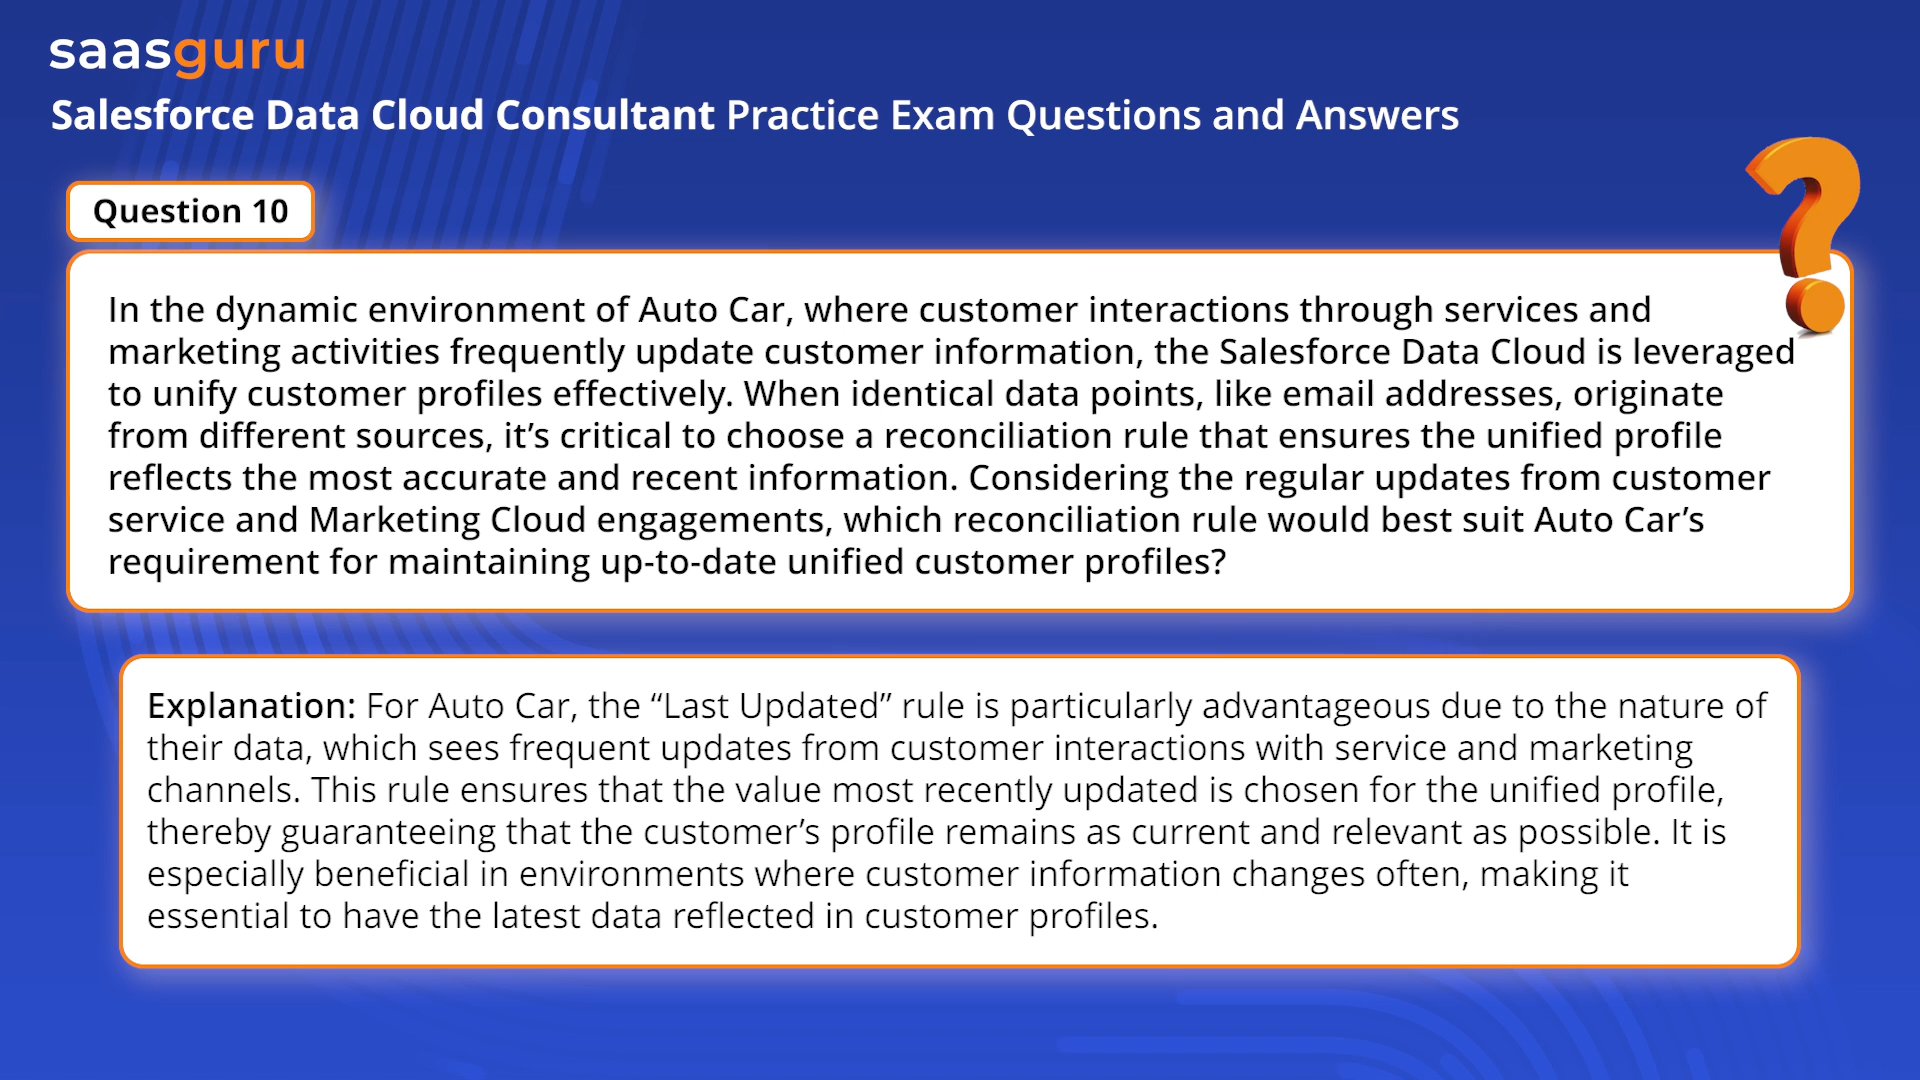 saasguru
Salesforce Data Cloud Consultant Practice Exam Questions and Answers
Question 10
In the dynamic environment of Auto Car, where customer interactions through services and
marketing activities frequently update customer information, the Salesforce Data Cloud is leveraged
to unify customer profiles effectively. When identical data points, like email addresses, originate
from different sources, it’s critical to choose a reconciliation rule that ensures the unified profile
reflects the most accurate and recent information. Considering the regular updates from customer
service and Marketing Cloud engagements, which reconciliation rule would best suit Auto Car’s
requirement for maintaining up-to-date unified customer profiles?
Explanation: For Auto Car, the “Last Updated” rule is particularly advantageous due to the nature of
their data, which sees frequent updates from customer interactions with service and marketing
channels. This rule ensures that the value most recently updated is chosen for the unified profile,
thereby guaranteeing that the customer’s profile remains as current and relevant as possible. It is
especially beneficial in environments where customer information changes often, making it
essential to have the latest data reflected in customer profiles.